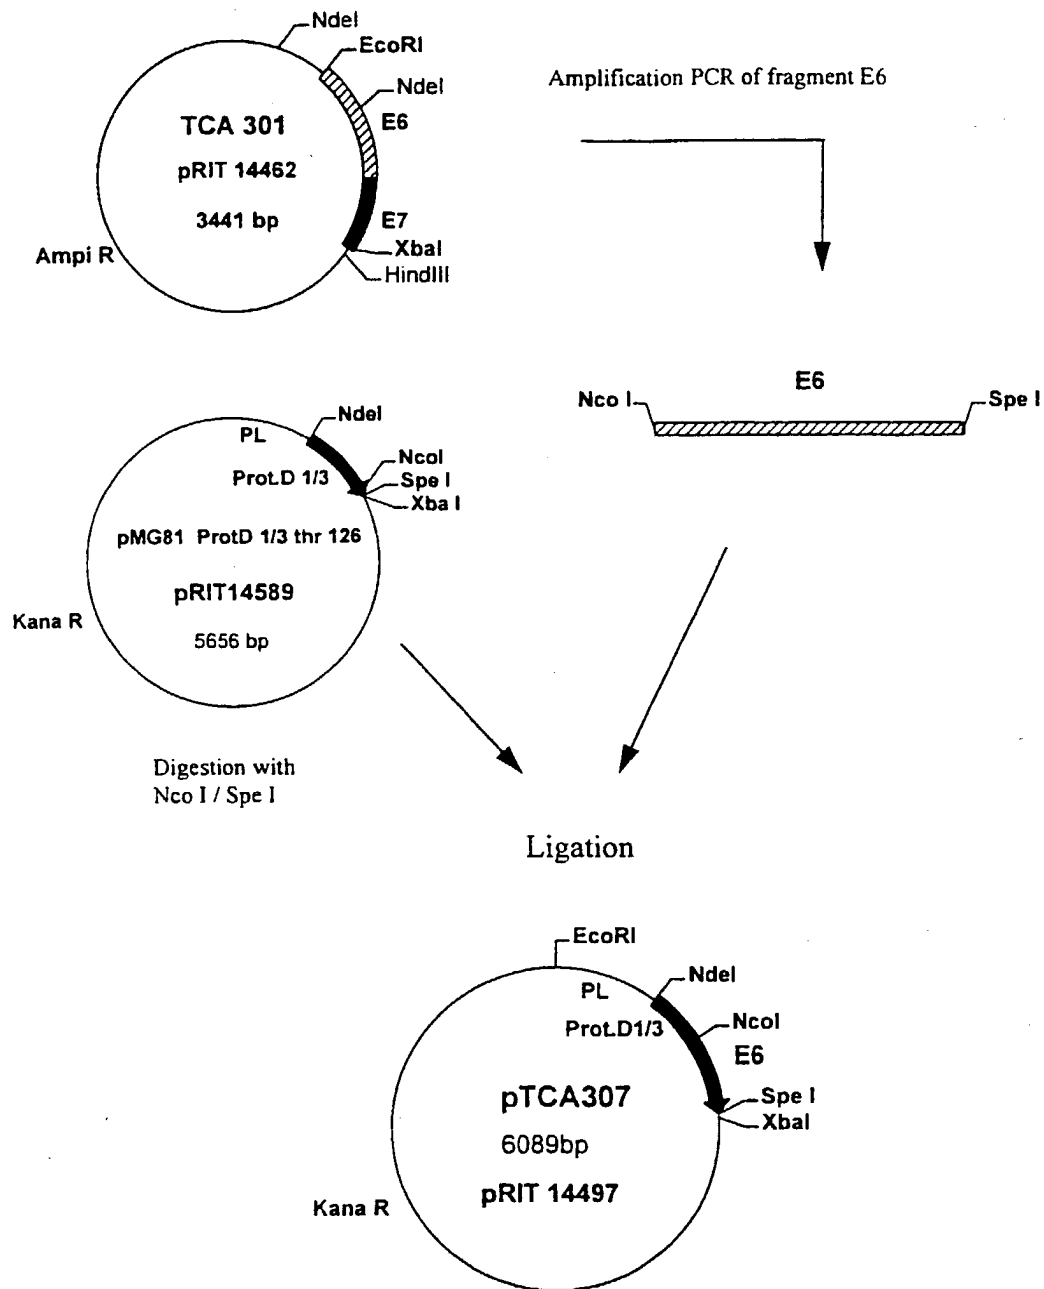 NdeI
EcoRI
NdeI
E6
TCA 301
pRIT 14462
3441 bp
E7
XbaI
HindIII
Ampi R
Amplification PCR of fragment E6
E6
Nco I
Spe I
NdeI
PL
NcoI
Prot.D 1/3
Spe I
Xba I
pMG81 ProtD 1/3 thr 126
pRIT14589
5656 bp
Kana R
Digestion with
Nco I / Spe I
Ligation
EcoRI
NdeI
PL
NcoI
Prot.D1/3
E6
Spe I
XbaI
pTCA307
6089bp
pRIT 14497
Kana R